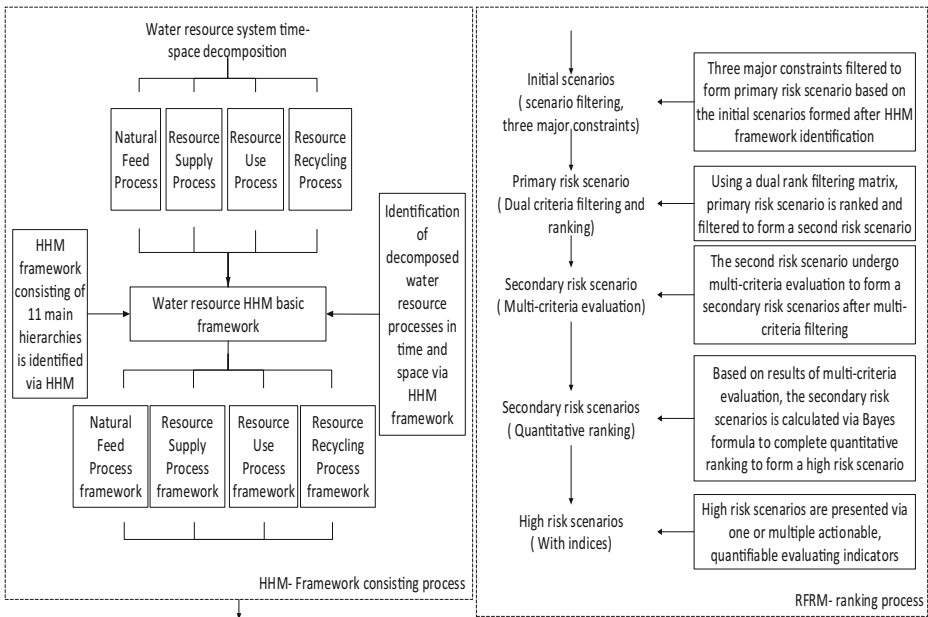 Water resource system time-
space decomposition
Natural
Feed
Process
Resource
Supply
Process
Resource
Use
Process
Resource
Recycling
Process
HHM
framework
consisting of
11 main
hierarchies
is identified
via HHM
Water resource HHM basic
framework
Identification
of
decomposed
water
resource
processes in
time and
space via
HHM
framework
Natural
Feed
Process
framework
Resource
Supply
Process
framework
Resource
Use
Process
framework
Resource
Recycling
Process
framework
HHM- Framework consisting process
Initial scenarios
( scenario filtering,
three major constraints)
Three major constraints filtered to
form primary risk scenario based on
the initial scenarios formed after HHM
framework identification
Primary risk scenario
( Dual criteria filtering and
ranking)
Using a dual rank filtering matrix,
primary risk scenario is ranked and
filtered to form a second risk scenario
Secondary risk scenario
( Multi-criteria evaluation)
The second risk scenario undergo
multi-criteria evaluation to form a
secondary risk scenarios after multi-
criteria filtering
Secondary risk scenarios
( Quantitative ranking)
Based on results of multi-criteria
evaluation, the secondary risk
scenarios is calculated via Bayes
formula to complete quantitative
ranking to form a high risk scenario
High risk scenarios
( With indices)
High risk scenarios are presented via
one or multiple actionable,
quantifiable evaluating indicators
RFRM- ranking process